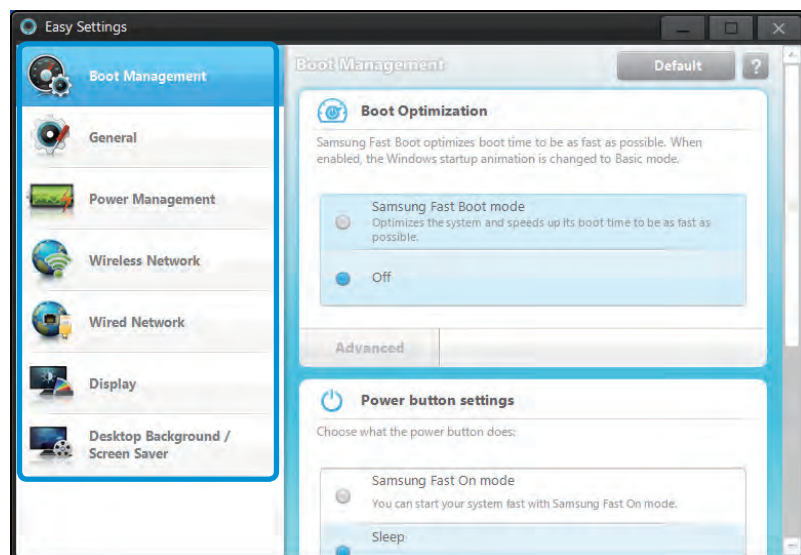 Easy Settings
Boot Management
General
Power Management
Wireless Network
Wired Network
Display
Desktop Background /
Screen Saver
Boot Management
Default
?
Boot Optimization
Samsung Fast Boot optimizes boot time to be as fast as possible. When
enabled, the Windows startup animation is changed to Basic mode.
Samsung Fast Boot mode
Optimizes the system and speeds up its boot time to be as fast as
possible.
Off
Advanced
Power button settings
Choose what the power button does:
Samsung Fast On mode
You can start your system fast with Samsung Fast On mode.
Sleep